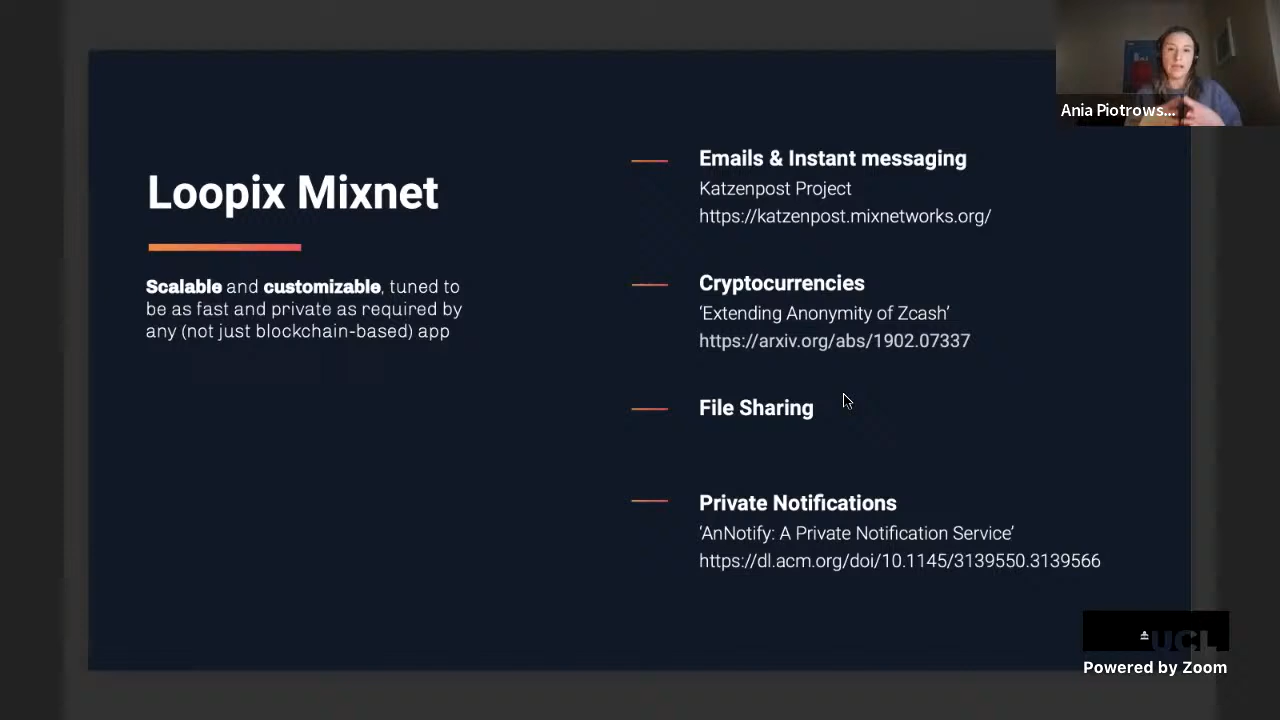 Ania Piotrows...
Loopix Mixnet
Scalable and customizable, tuned to
be as fast and private as required by
any (not just blockchain-based) app
Emails & Instant messaging
Katzenpost Project
https://katzenpost.mixnetworks.org/
Cryptocurrencies
‘Extending Anonymity of Zcash’
https://arxiv.org/abs/1902.07337
File Sharing
Private Notifications
‘AnNotify: A Private Notification Service’
https://dl.acm.org/doi/10.1145/3139550.3139566
UCL
Powered by Zoom